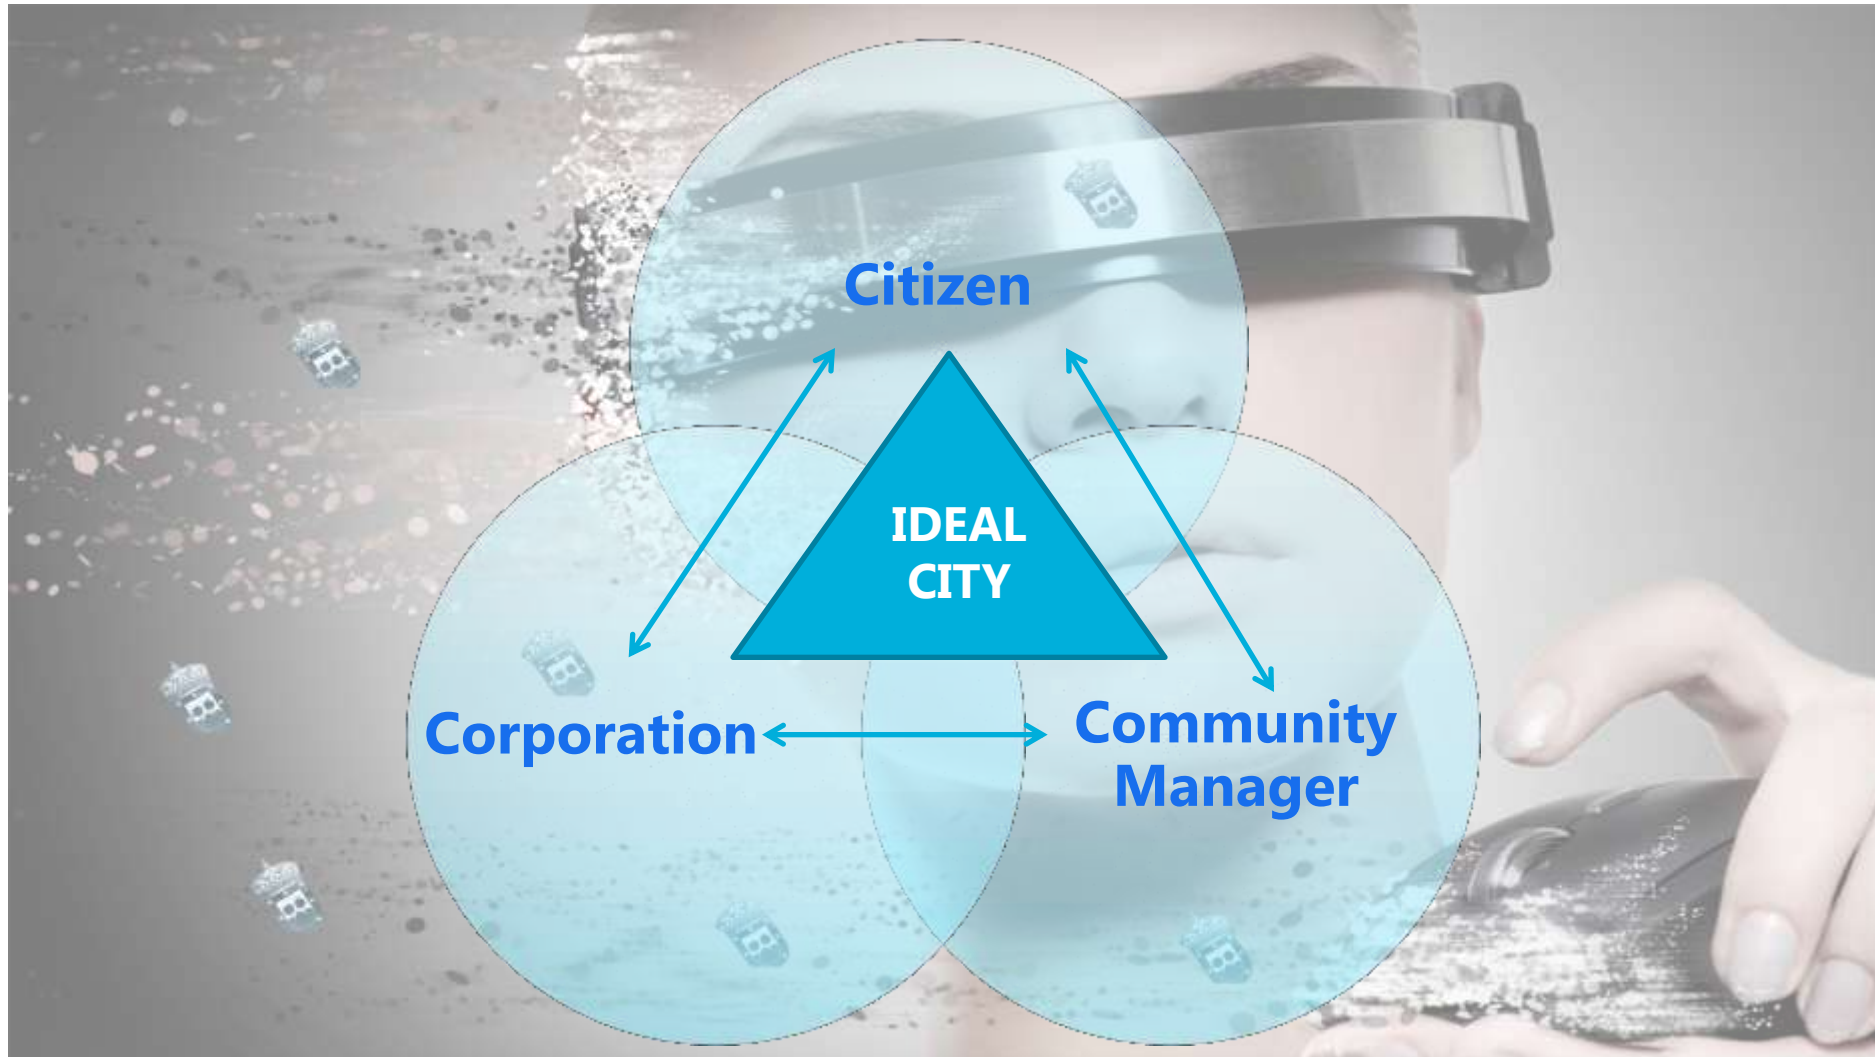 Citizen
IDEAL
CITY
Corporation
Community
Manager